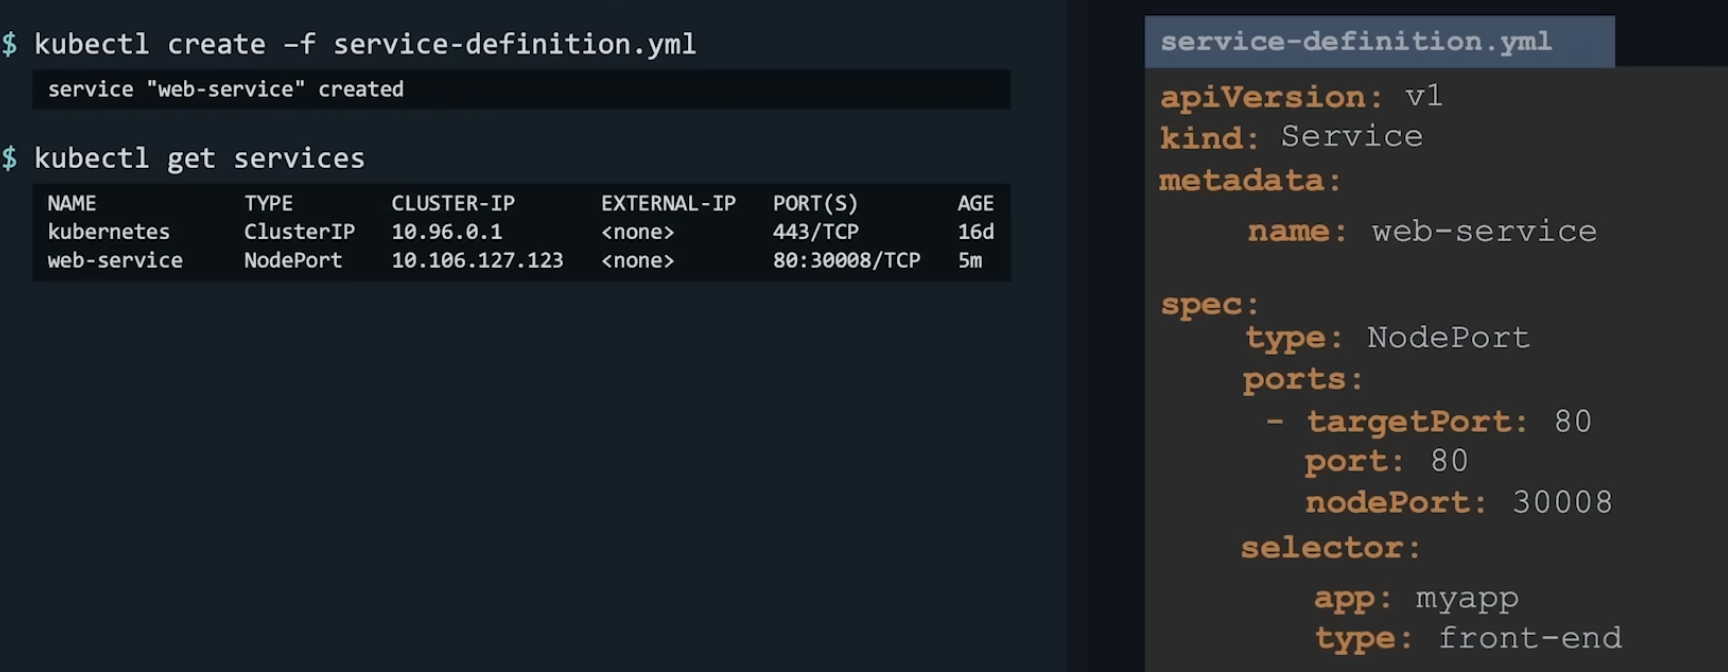 $ kubectl create –f service-definition.yml
service "web-service" created
$ kubectl get services
NAME TYPE CLUSTER-IP EXTERNAL-IP PORT(S) AGE
kubernetes ClusterIP 10.96.0.1 <none> 443/TCP 16d
web-service NodePort 10.106.127.123 <none> 80:30008/TCP 5m
service-definition.yml
apiVersion: v1
kind: Service
metadata:
name: web-service
spec:
type: NodePort
ports:
- targetPort: 80
port: 80
nodePort: 30008
selector:
app: myapp
type: front-end